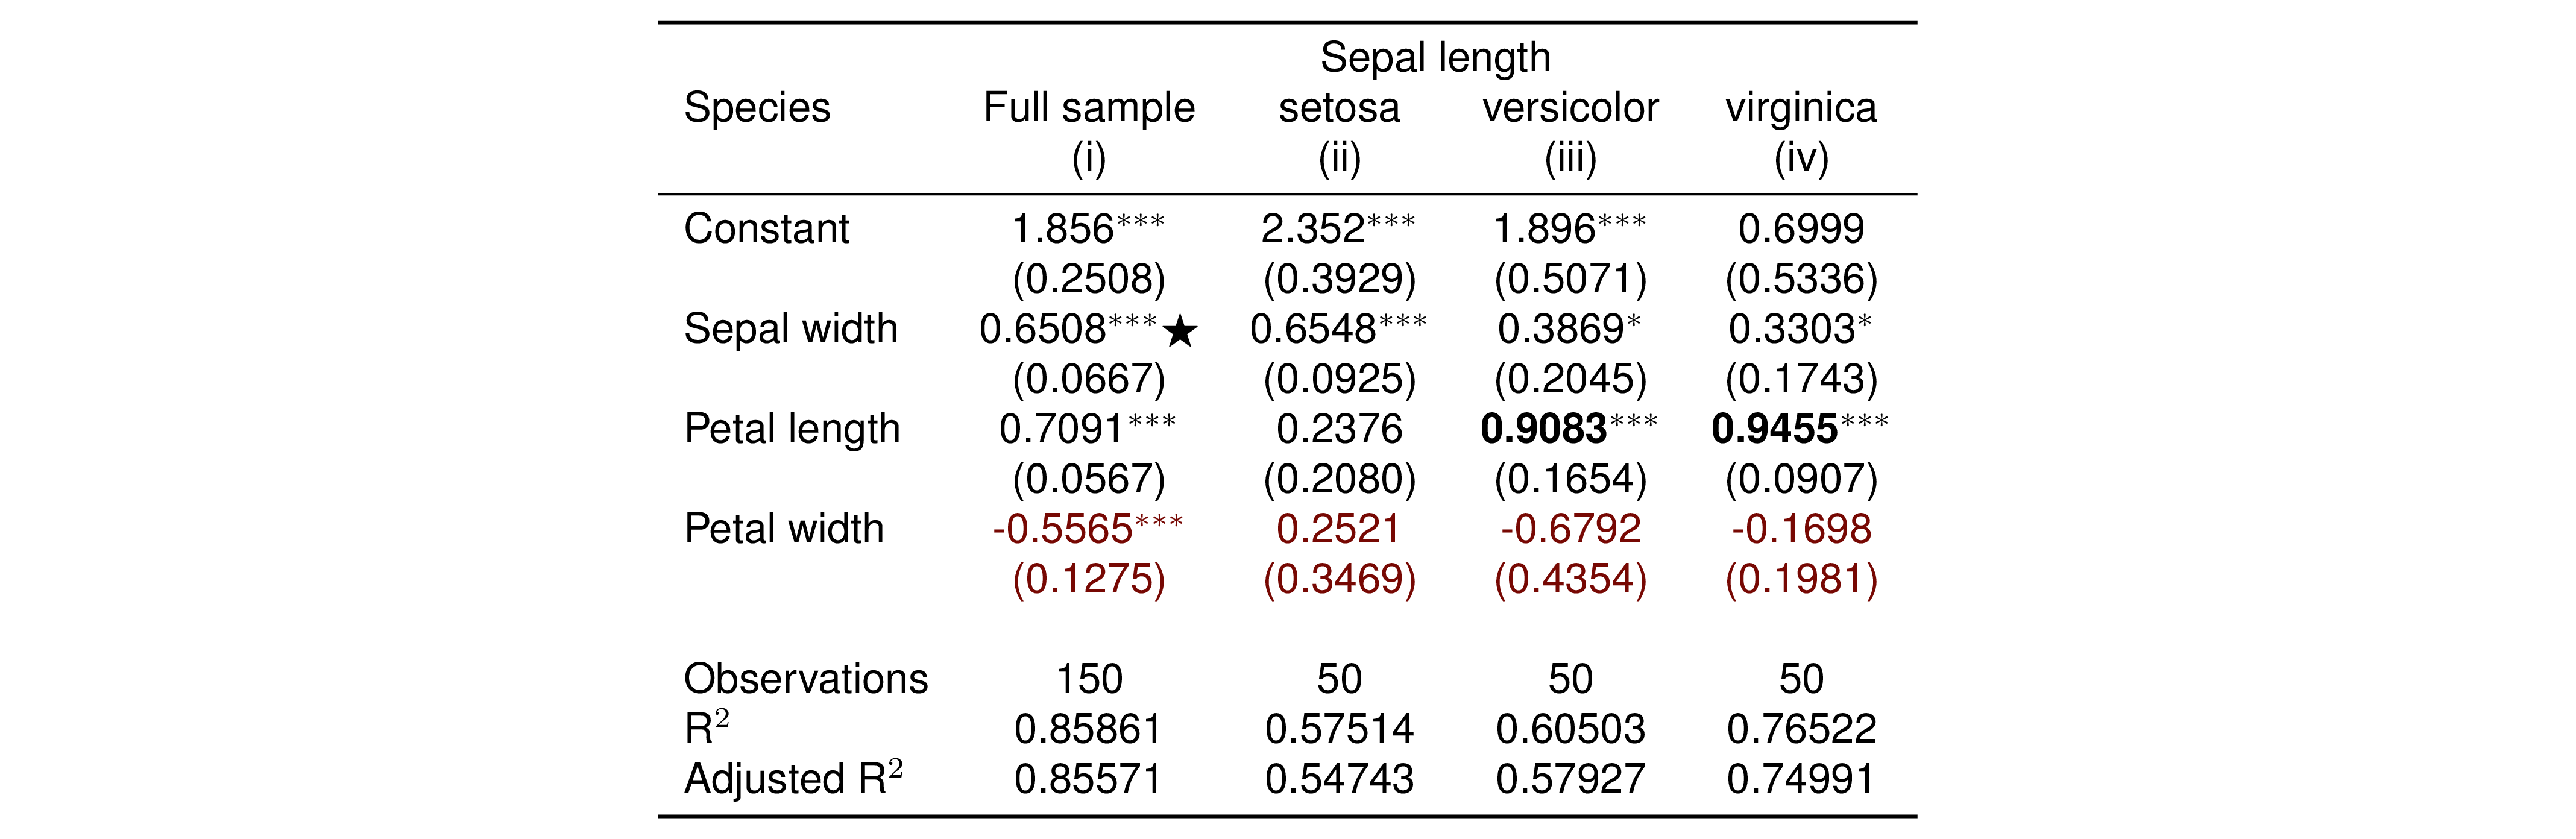 Sepal length
Species Full sample setosa versicolor virginica
(i) (ii) (iii) (iv)
Constant 1.856*** 2.352*** 1.896*** 0.6999
(0.2508) (0.3929) (0.5071) (0.5336)
Sepal width 0.6508***★ 0.6548*** 0.3869* 0.3303*
(0.0667) (0.0925) (0.2045) (0.1743)
Petal length 0.7091*** 0.2376 0.9083*** 0.9455***
(0.0567) (0.2080) (0.1654) (0.0907)
Petal width -0.5565*** 0.2521 -0.6792 -0.1698
(0.1275) (0.3469) (0.4354) (0.1981)
Observations 150 50 50 50
R² 0.85861 0.57514 0.60503 0.76522
Adjusted R² 0.85571 0.54743 0.57927 0.74991